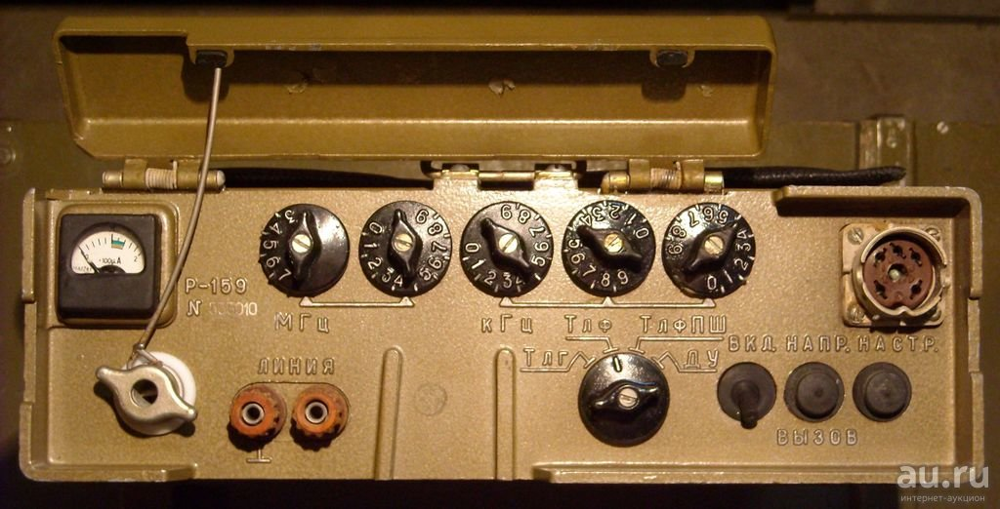 100µA
P-159
№
МГц
кГц
ТЛФ
ТЛФПШ
ТЛГ
ДУ
ВКЛ. НАПР. НАСТР.
ЛИНИЯ
ВЫЗОВ
3 4 5 6 7
0 1 2 3 4 5 6 7 8 9
0 1 2 3 4 5 6 7 8 9
0 1 2 3 4 5 6 7 8 9
0 1 2 3 4 5 6 7 8 9
au.ru
интернет-аукцион